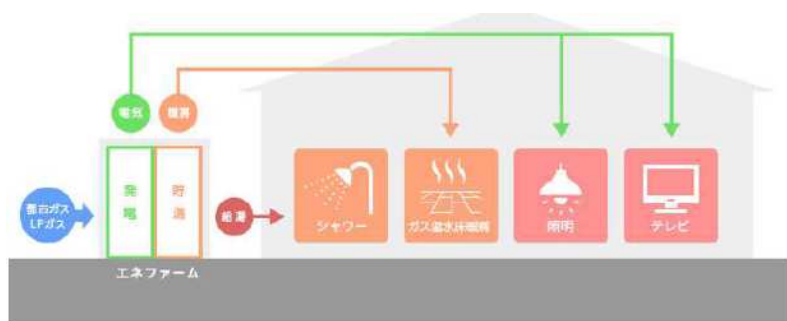 電気
暖房
発電
貯湯
都市ガス
LPガス
給湯
シャワー
ガス温水床暖房
照明
テレビ
エネファーム